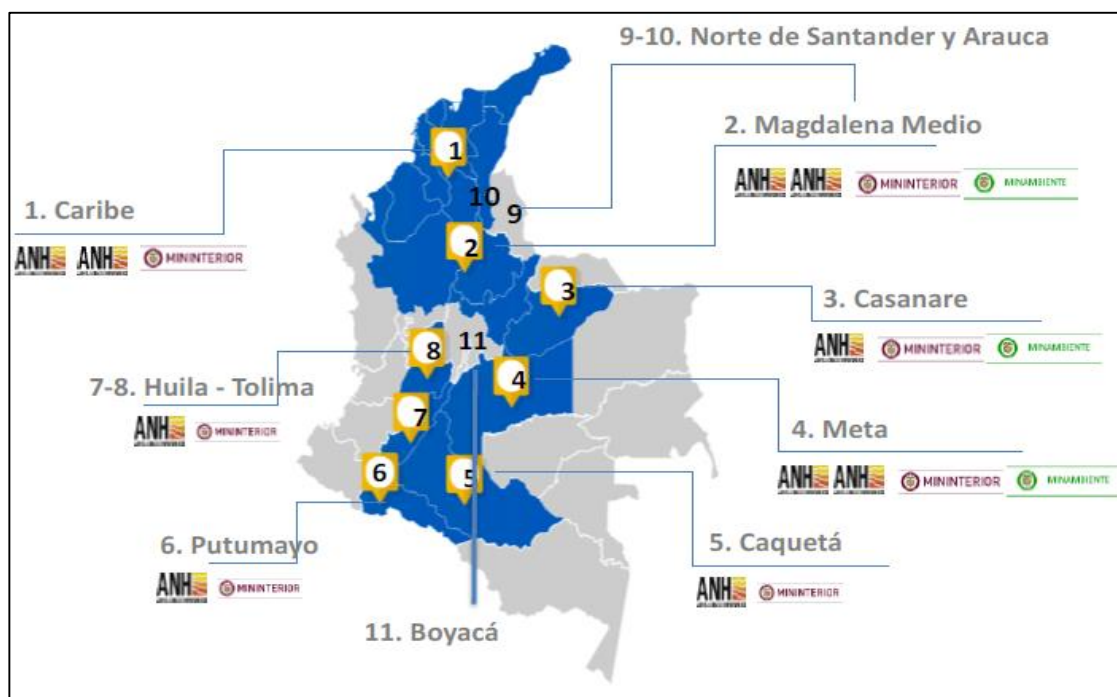 9-10. Norte de Santander y Arauca
2. Magdalena Medio
ANH ANH MININTERIOR MINAMBIENTE
1
10
9
1. Caribe
2
ANH ANH MININTERIOR
3
3. Casanare
11
8
ANH MININTERIOR MINAMBIENTE
4
7-8. Huila - Tolima
7
ANH MININTERIOR
4. Meta
6
5
ANH ANH MININTERIOR MINAMBIENTE
6. Putumayo
5. Caquetá
ANH MININTERIOR
ANH MININTERIOR
11. Boyacá